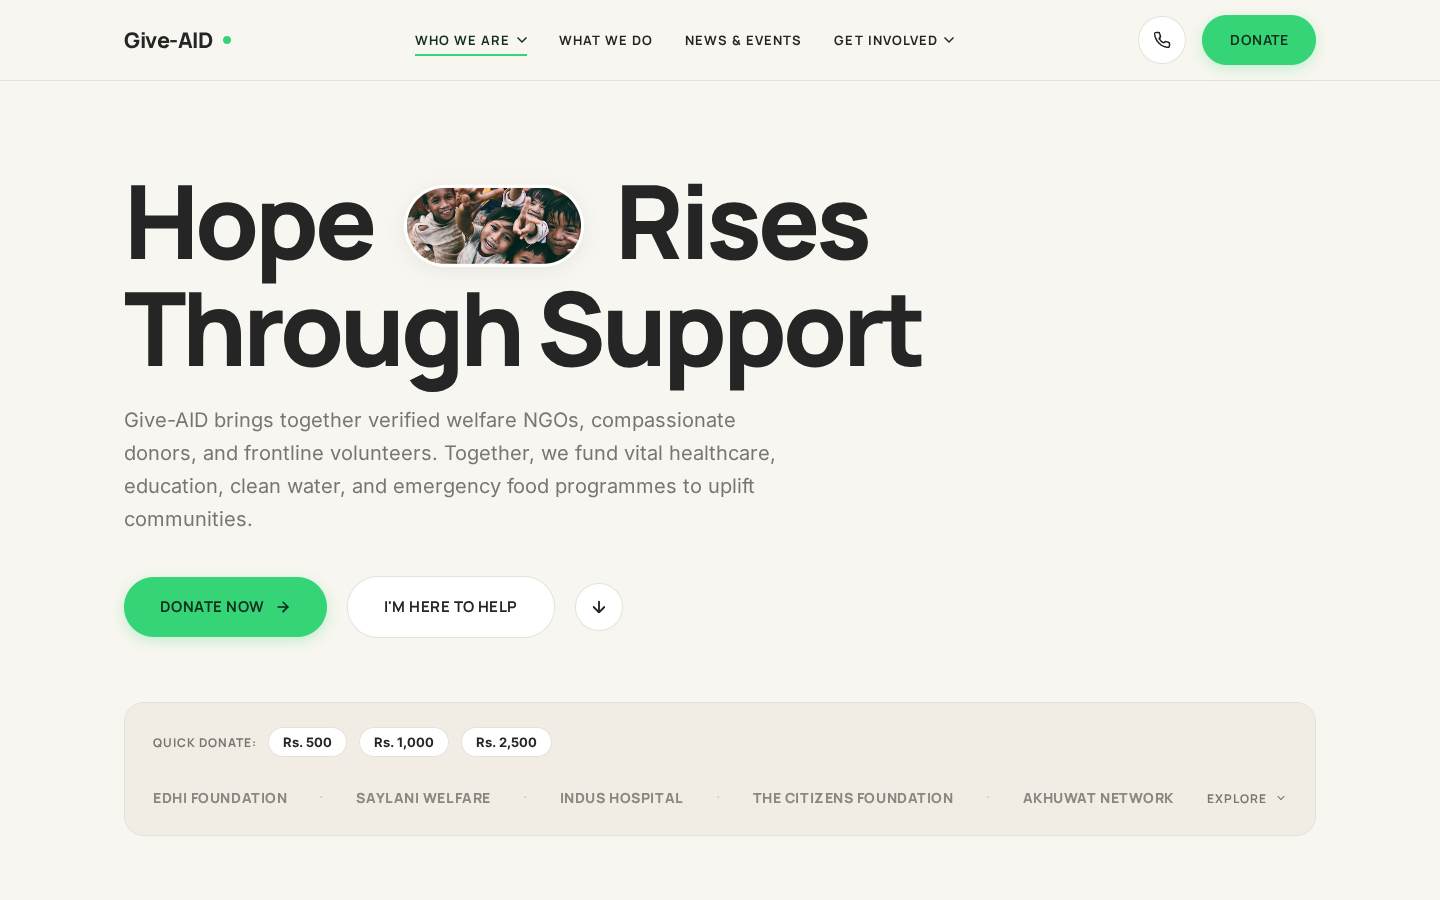 Give-AID
WHO WE ARE
WHAT WE DO
NEWS & EVENTS
GET INVOLVED
DONATE
Hope Rises
Through Support
Give-AID brings together verified welfare NGOs, compassionate
donors, and frontline volunteers. Together, we fund vital healthcare,
education, clean water, and emergency food programmes to uplift
communities.
DONATE NOW
I'M HERE TO HELP
QUICK DONATE: Rs. 500 Rs. 1,000 Rs. 2,500
EDHI FOUNDATION · SAYLANI WELFARE · INDUS HOSPITAL · THE CITIZENS FOUNDATION · AKHUWAT NETWORK EXPLORE